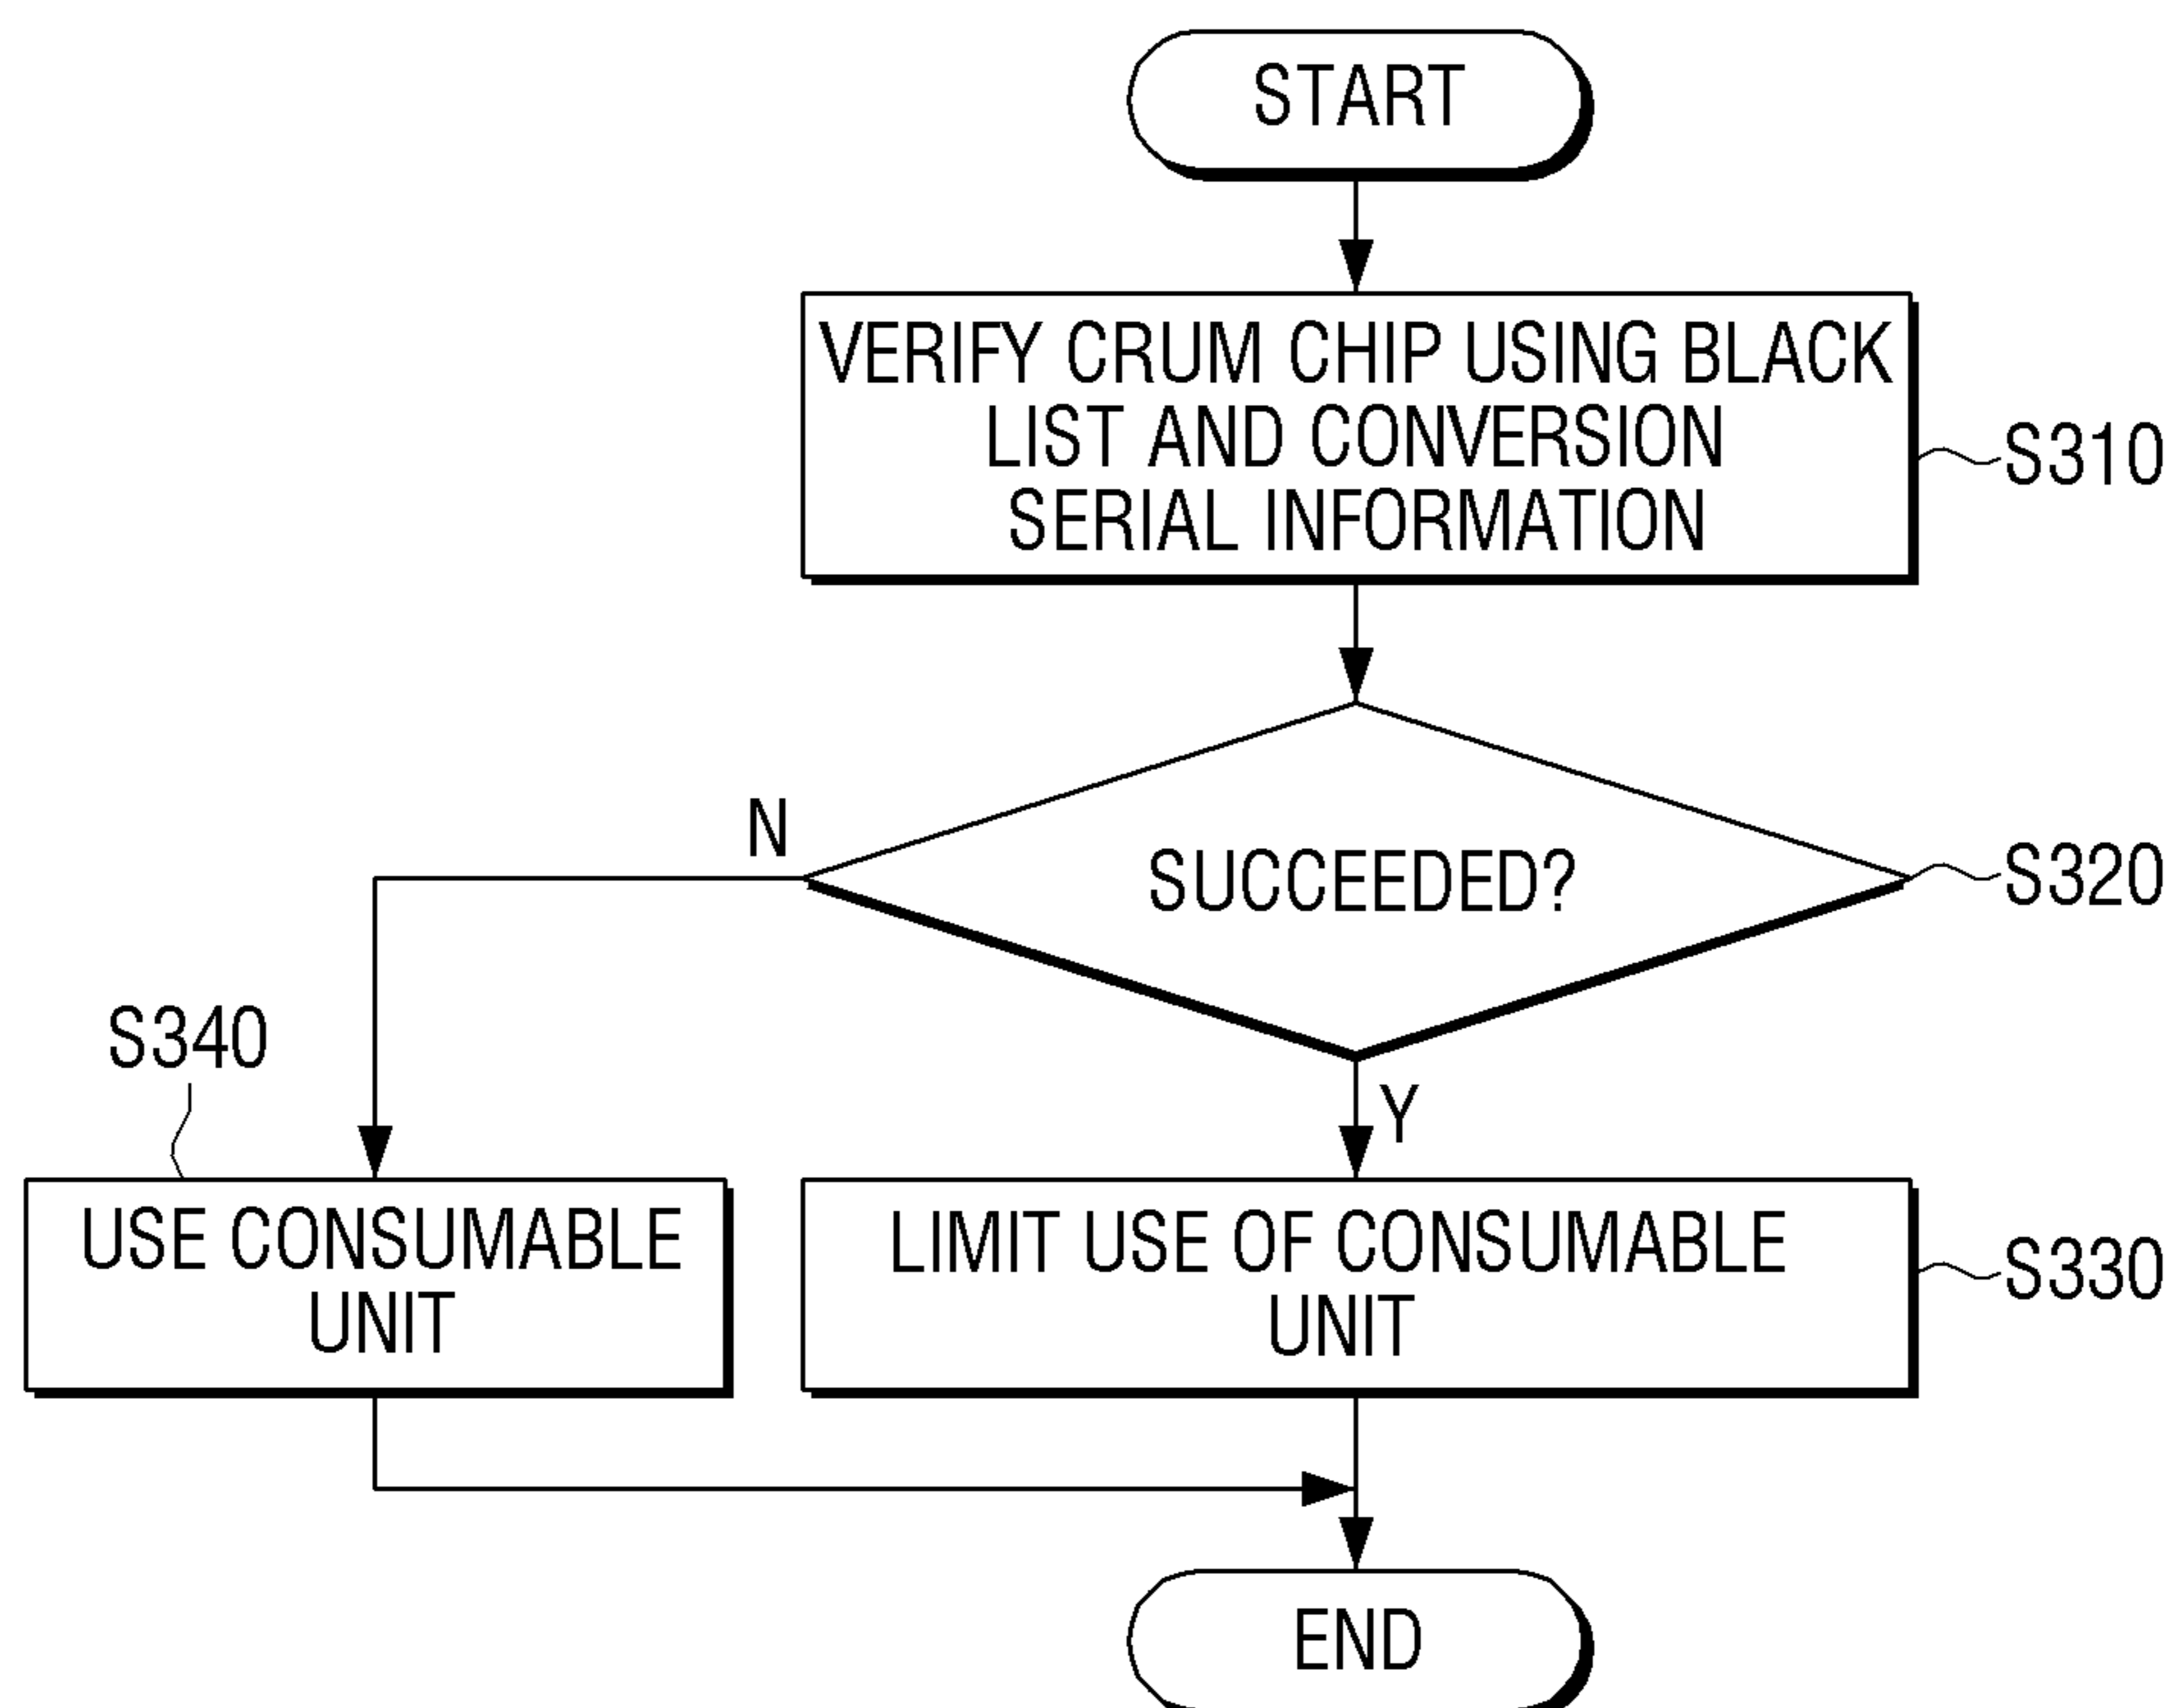 START
VERIFY CRUM CHIP USING BLACK
LIST AND CONVERSION
SERIAL INFORMATION
S310
N
SUCCEEDED?
S320
Y
S340
USE CONSUMABLE
UNIT
LIMIT USE OF CONSUMABLE
UNIT
S330
END